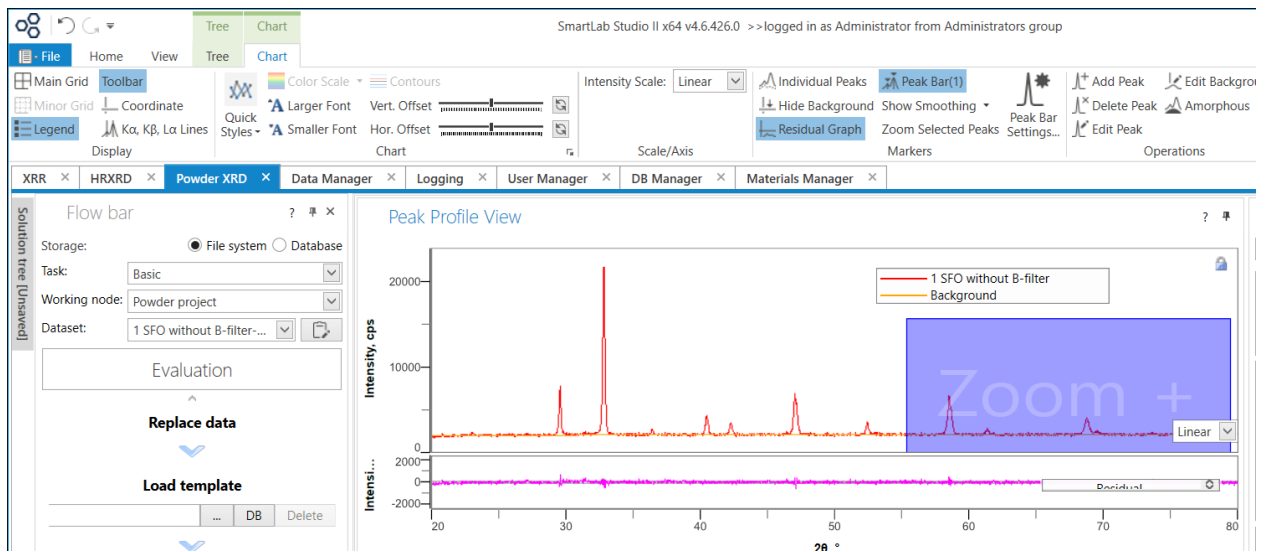 Tree Chart SmartLab Studio II x64 v4.6.426.0 >>logged in as Administrator from Administrators group
File Home View Tree Chart
Main Grid Toolbar
Minor Grid Coordinate
Legend Kα, Kβ, Lα Lines
Display
Quick Styles
Color Scale Contours
Larger Font Vert. Offset
Smaller Font Hor. Offset
Chart
Intensity Scale: Linear
Scale/Axis
Individual Peaks Peak Bar(1)
Hide Background Show Smoothing
Residual Graph Zoom Selected Peaks
Peak Bar
Settings...
Markers
Add Peak Edit Backgrou
Delete Peak Amorphous
Edit Peak
Operations
XRR HRXRD Powder XRD Data Manager Logging User Manager DB Manager Materials Manager
Solution tree [Unsaved]
Flow bar ?
Storage: File system Database
Task: Basic
Working node: Powder project
Dataset: 1 SFO without B-filter-...
Evaluation
Replace data
Load template
... DB Delete
Peak Profile View ?
1 SFO without B-filter
Background
Intensity, cps
20000
10000
0
Zoom +
Linear
Intensi...
2000
0
-2000
Residual
20 30 40 50 60 70 80
2θ, °